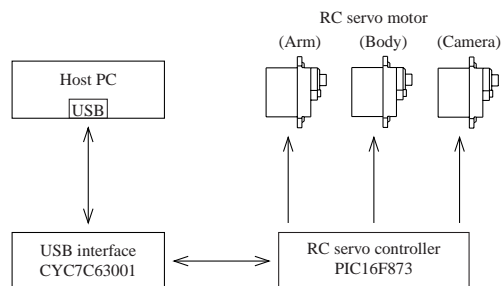 RC servo motor
(Arm) (Body) (Camera)
Host PC
USB
USB interface
CYC7C63001
RC servo controller
PIC16F873